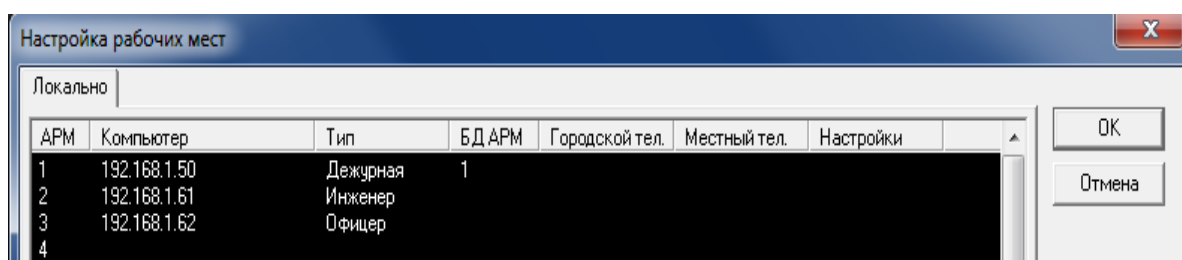 Настройка рабочих мест
X
Локально
АРМ Компьютер Тип БД АРМ Городской тел. Местный тел. Настройки
OK
1 192.168.1.50 Дежурная 1
Отмена
2 192.168.1.61 Инженер
3 192.168.1.62 Офицер
4